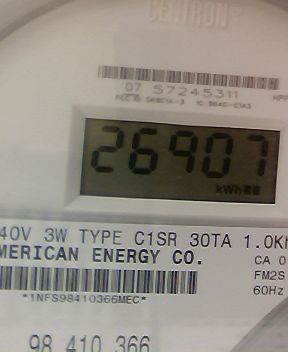 CENTRON®
07 57245311
26907
kWh
40V 3W TYPE C1SR 30TA 1.0Kh
MERICAN ENERGY CO.
CA 0
FM2S
60Hz
*1NFS98410366MEC*
98 410 366